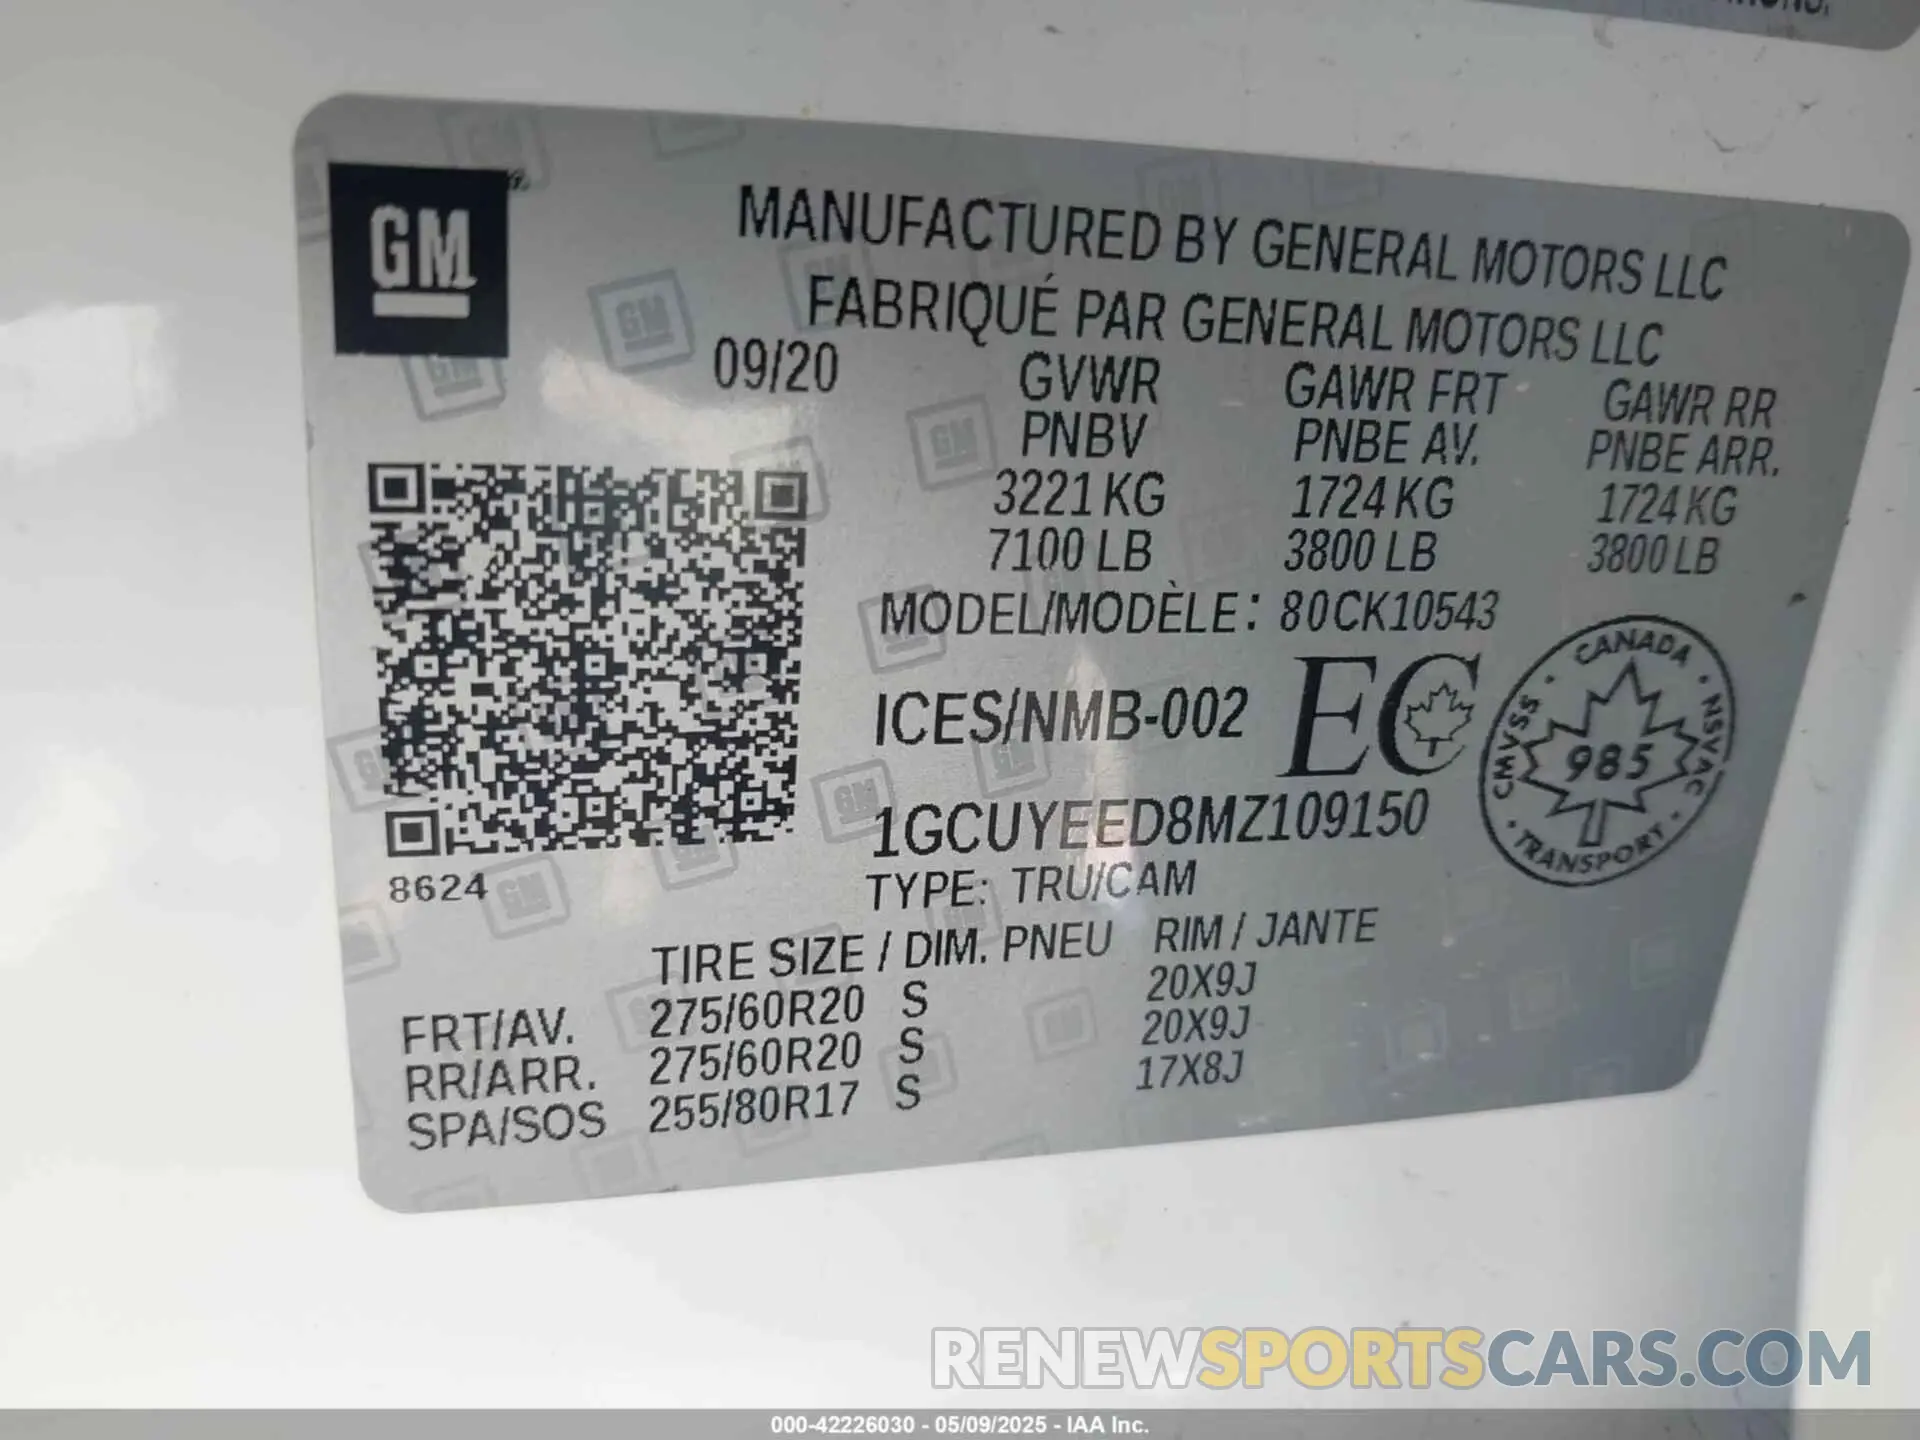 GM
MANUFACTURED BY GENERAL MOTORS LLC
FABRIQUÉ PAR GENERAL MOTORS LLC
09/20 GVWR GAWR FRT GAWR RR
PNBV PNBE AV. PNBE ARR.
3221 KG 1724 KG 1724 KG
7100 LB 3800 LB 3800 LB
MODEL/MODÈLE: 80CK10543
ICES/NMB-002 EC
CANADA
CMVSS · 985 · NSVAC
TRANSPORT
1GCUYEED8MZ109150
8624
TYPE: TRU/CAM
TIRE SIZE / DIM. PNEU RIM / JANTE
FRT/AV. 275/60R20 S 20X9J
RR/ARR. 275/60R20 S 20X9J
SPA/SOS 255/80R17 S 17X8J
RENEWSPORTSCARS.COM
000-42226030 - 05/09/2025 - IAA Inc.